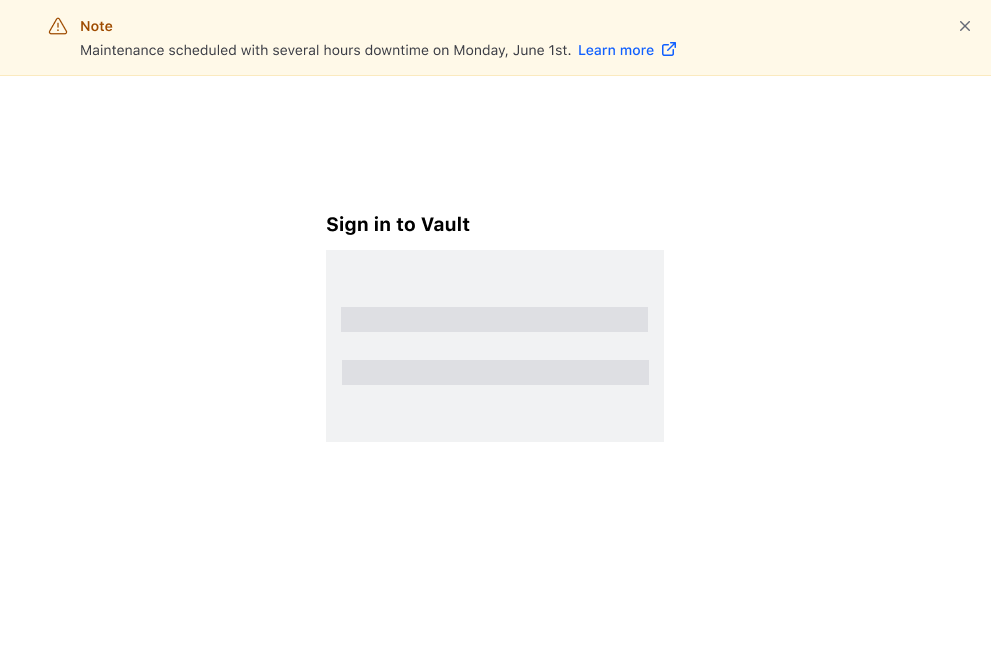 Note
Maintenance scheduled with several hours downtime on Monday, June 1st. Learn more
Sign in to Vault